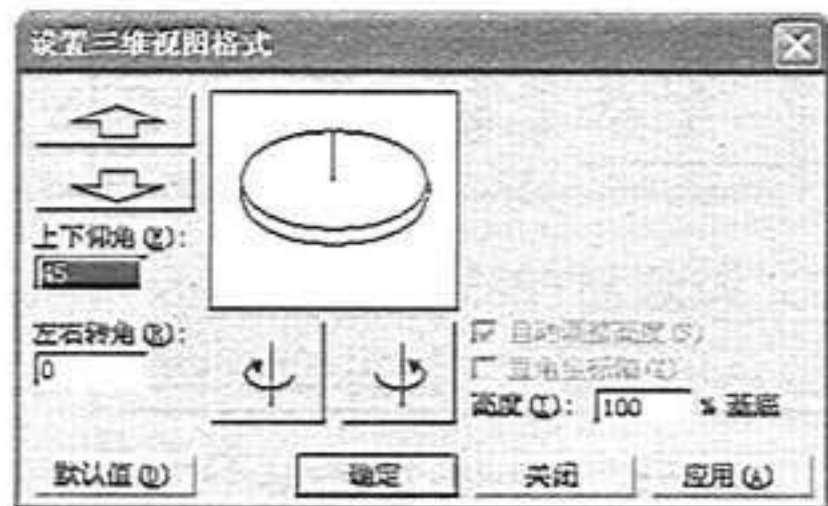 设置三维视图格式
上下仰角(E):
左右转角(R):
0
自动调整高度(S)
直角坐标轴(X)
高度(T): 100 % 基底
默认值(D) 确定 关闭 应用(A)